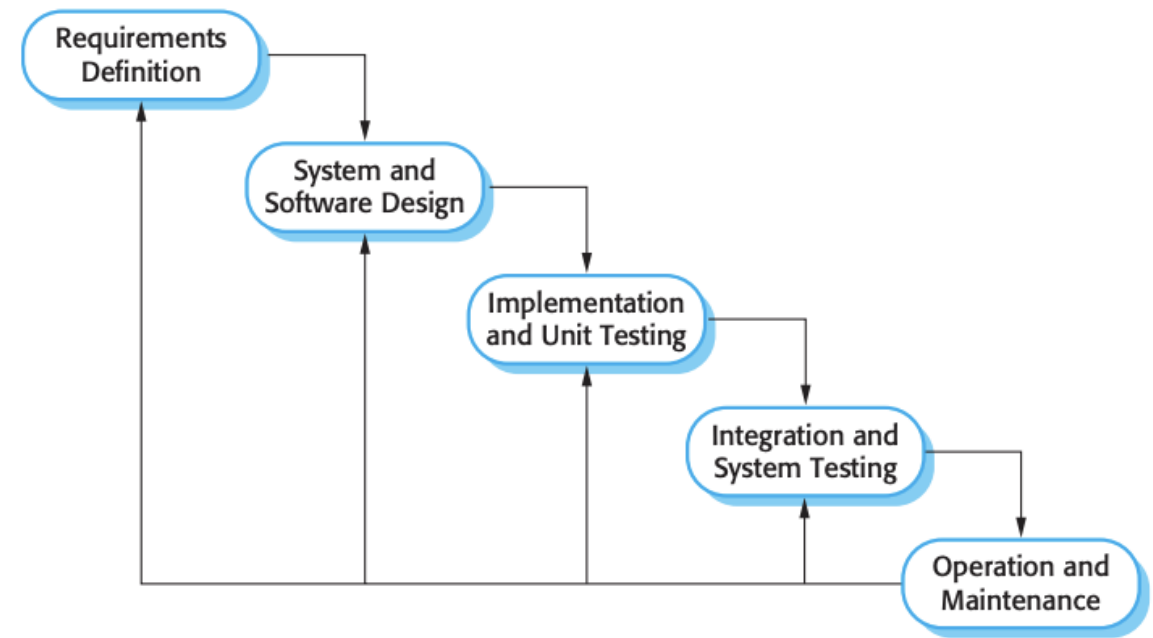 Requirements
Definition
System and
Software Design
Implementation
and Unit Testing
Integration and
System Testing
Operation and
Maintenance